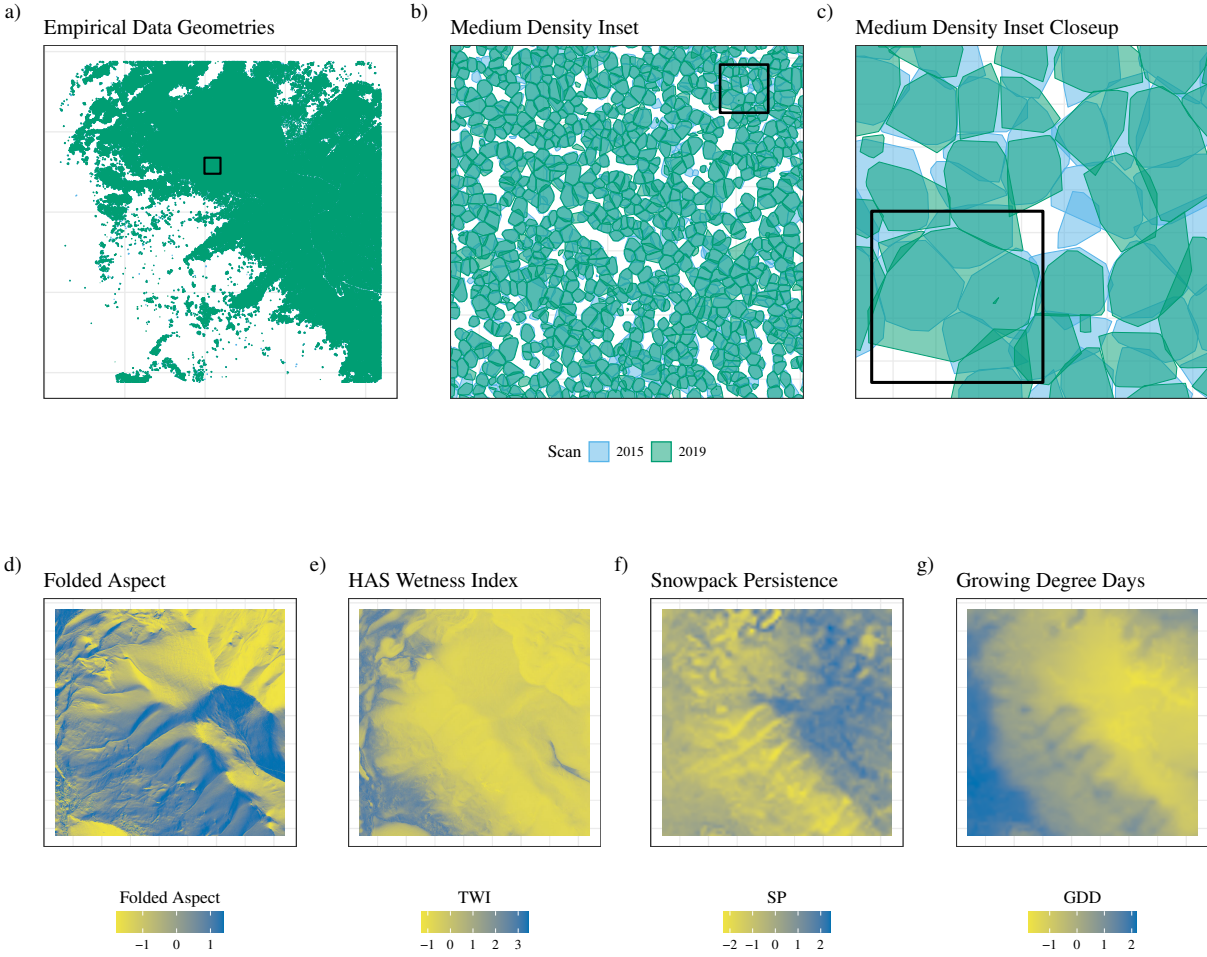 a)
Empirical Data Geometries
b)
Medium Density Inset
c)
Medium Density Inset Closeup
Scan 2015 2019
d)
Folded Aspect
e)
HAS Wetness Index
f)
Snowpack Persistence
g)
Growing Degree Days
Folded Aspect
−1 0 1
TWI
−1 0 1 2 3
SP
−2 −1 0 1 2
GDD
−1 0 1 2